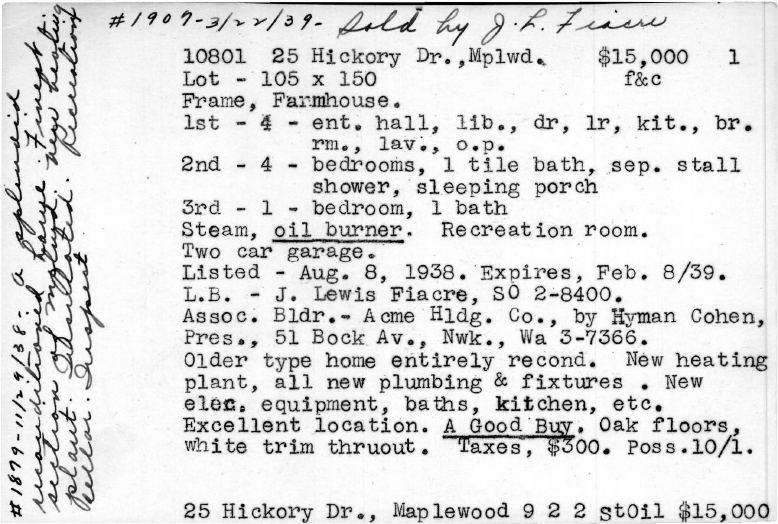 #1909-3/22/39- Sold by J. L. Fiacre
10801 25 Hickory Dr.,Mplwd. $15,000 1
Lot - 105 x 150 f&c
Frame, Farmhouse.
1st - 4 - ent. hall, lib., dr, lr, kit., br.
rm., lav., o.p.
2nd - 4 - bedrooms, 1 tile bath, sep. stall
shower, sleeping porch
3rd - 1 - bedroom, 1 bath
Steam, oil burner. Recreation room.
Two car garage.
Listed - Aug. 8, 1938. Expires, Feb. 8/39.
L.B. - J. Lewis Fiacre, SO 2-8400.
Assoc. Bldr.- Acme Hldg. Co., by Hyman Cohen,
Pres., 51 Bock Av., Nwk., Wa 3-7366.
Older type home entirely recond. New heating
plant, all new plumbing & fixtures . New
elec. equipment, baths, kitchen, etc.
Excellent location. A Good Buy. Oak floors,
white trim thruout. Taxes, $300. Poss.10/1.
25 Hickory Dr., Maplewood 9 2 2 stOil $15,000
#1879-11/29/38- A splendid
reconditioned home finest
section of Mplwd. new heating
plant. Insulated. Recreation
cellar. Inspect